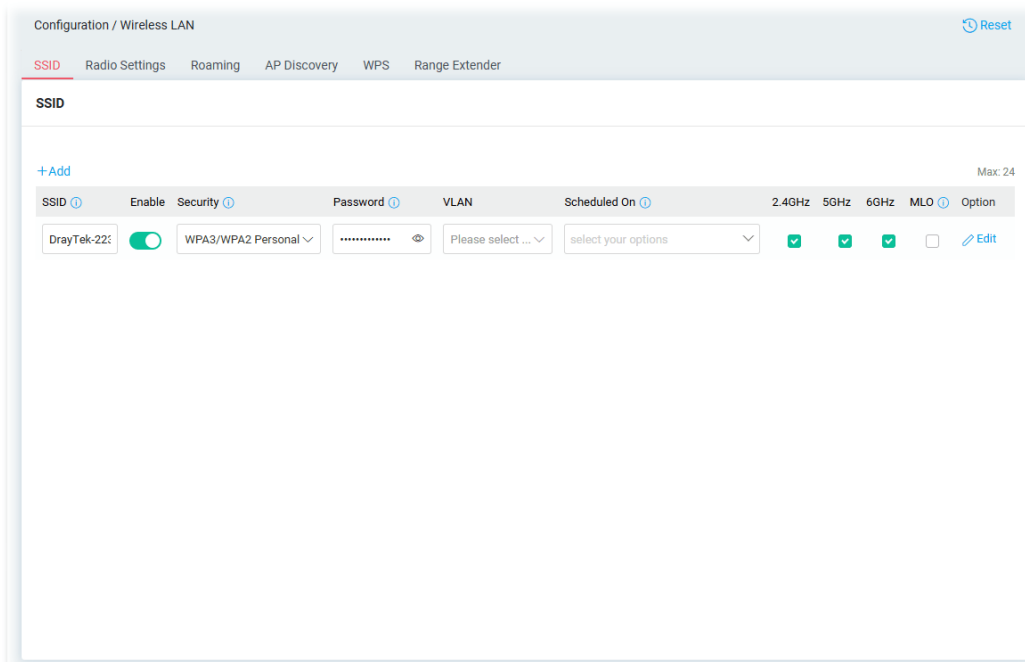 Configuration / Wireless LAN
Reset
SSID Radio Settings Roaming AP Discovery WPS Range Extender
SSID
+Add
Max: 24
SSID Enable Security Password VLAN Scheduled On 2.4GHz 5GHz 6GHz MLO Option
DrayTek-223 WPA3/WPA2 Personal ••••••••••••• Please select ... select your options Edit